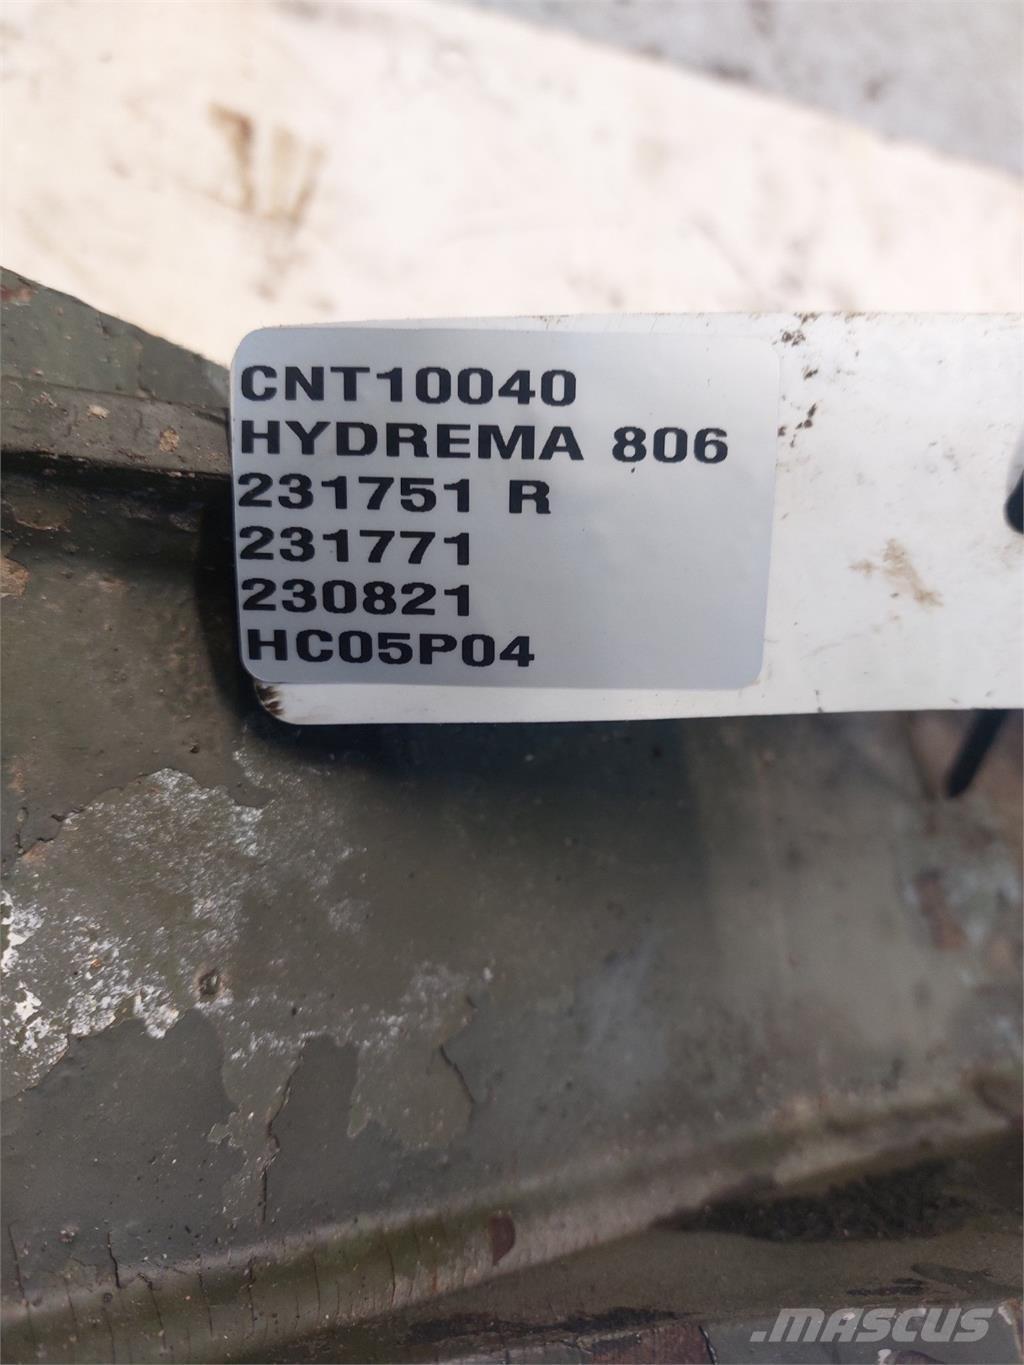 CNT10040
HYDREMA 806
231751 R
231771
230821
HC05P04
MASCUS